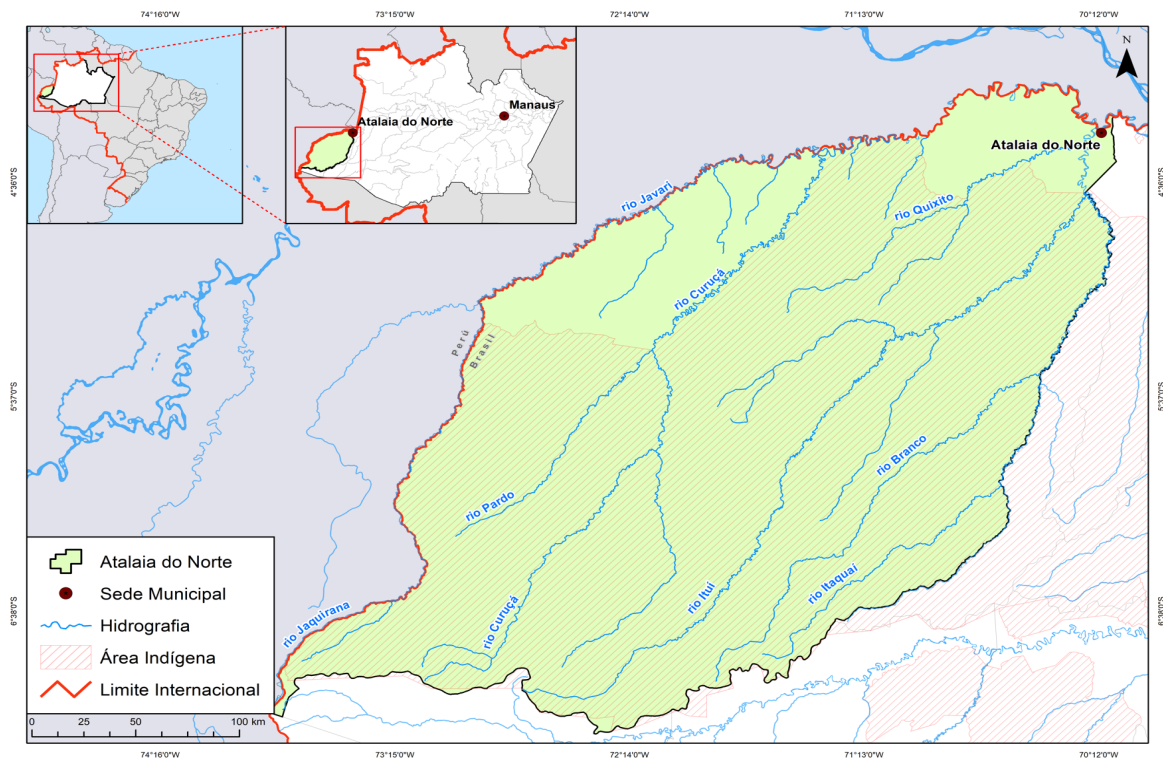 74°16'0"W
73°15'0"W
72°14'0"W
71°13'0"W
70°12'0"W
Manaus
Atalaia do Norte
N
Atalaia do Norte
4°36'0"S
4°36'0"S
rio Javari
rio Quixito
rio Curuçá
Perú
Brasil
5°37'0"S
5°37'0"S
rio Branco
rio Pardo
rio Itaquai
rio Ituí
rio Curuçá
rio Jaquirana
6°38'0"S
6°38'0"S
Atalaia do Norte
Sede Municipal
Hidrografia
Área Indígena
Limite Internacional
0 25 50 100 km
74°16'0"W
73°15'0"W
72°14'0"W
71°13'0"W
70°12'0"W